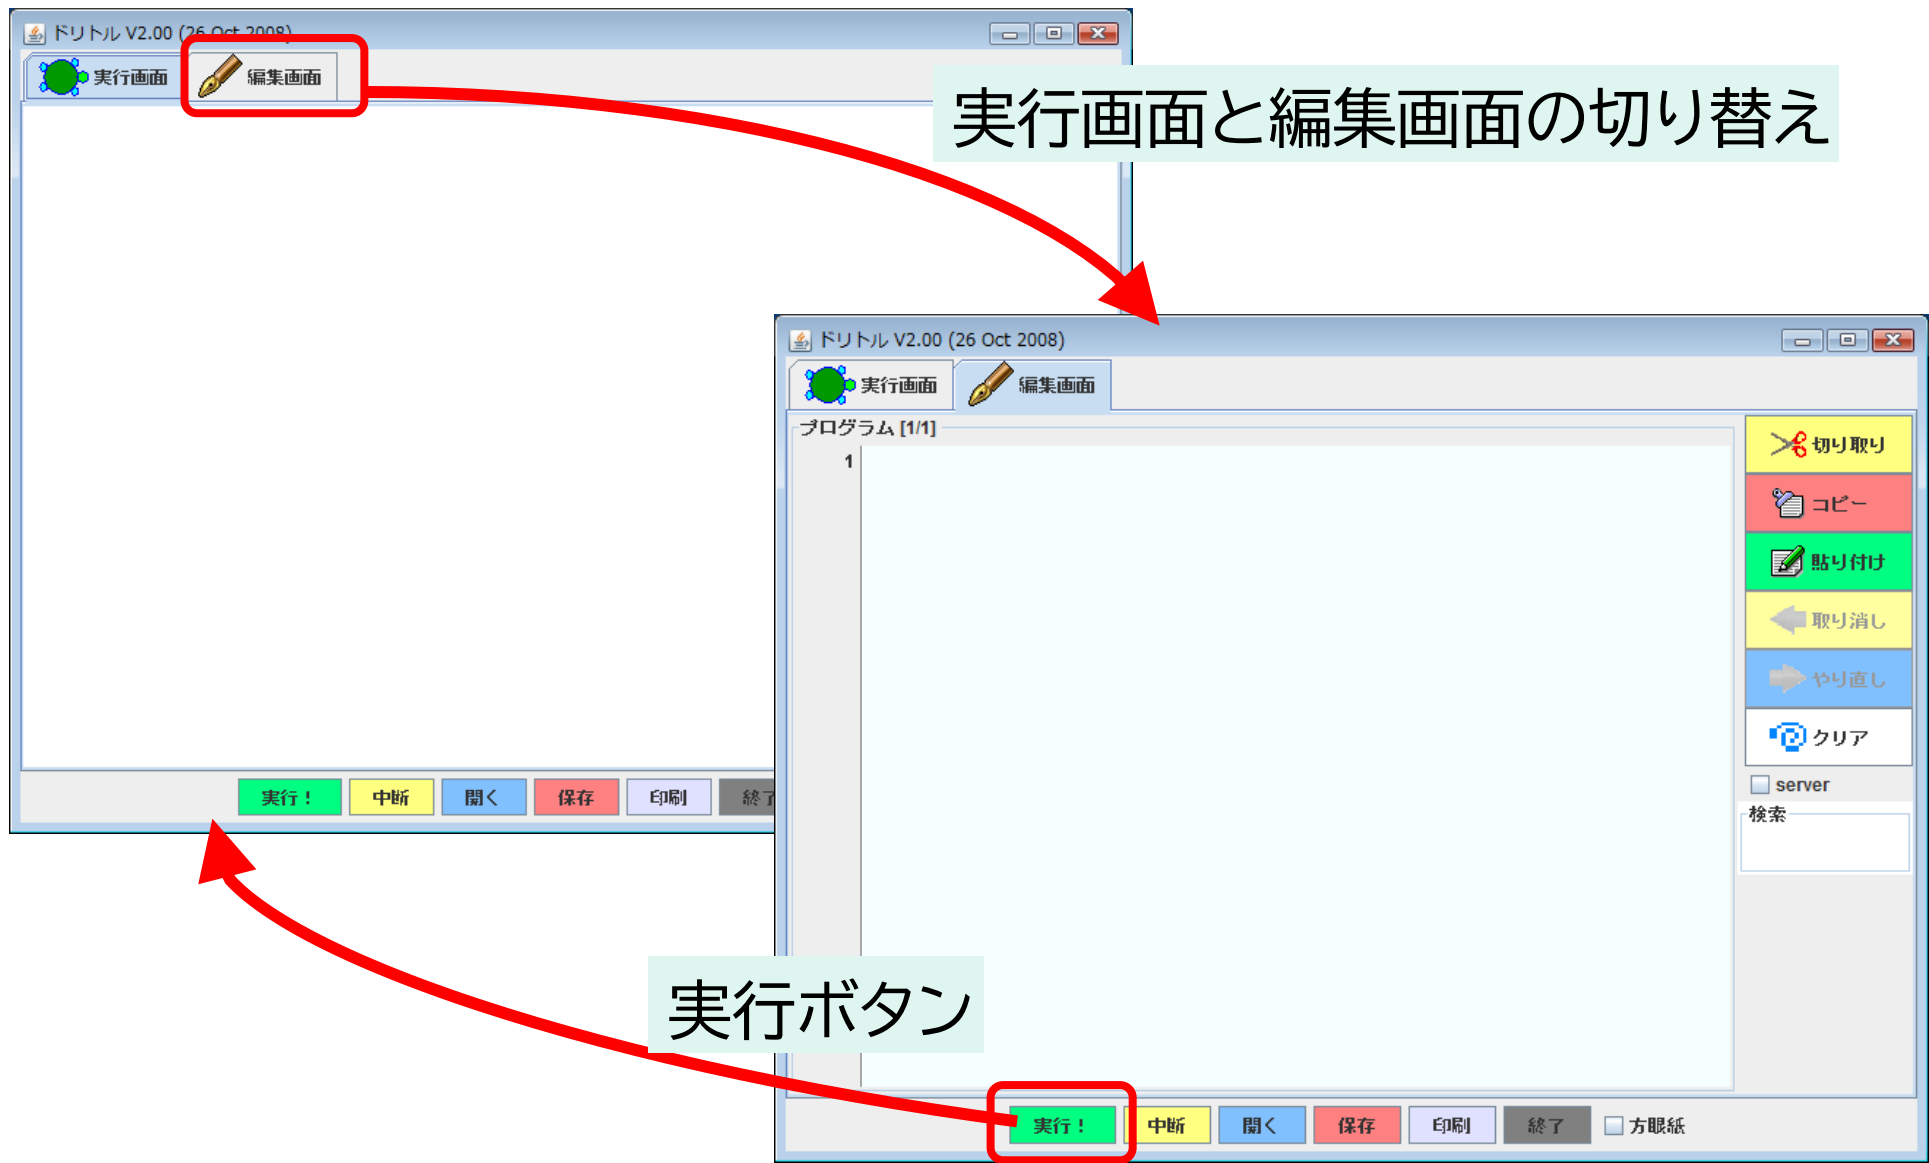 ドリトル V2.00 (26 Oct 2008)
実行画面 編集画面
実行画面と編集画面の切り替え
ドリトル V2.00 (26 Oct 2008)
実行画面 編集画面
プログラム [1/1]
1
切り取り
コピー
貼り付け
取り消し
やり直し
クリア
server
検索
実行! 中断 開く 保存 印刷 終了
実行ボタン
実行! 中断 開く 保存 印刷 終了 方眼紙